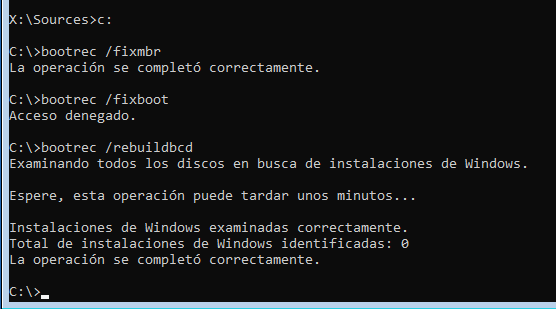 X:\Sources>c:
C:\>bootrec /fixmbr
La operación se completó correctamente.
C:\>bootrec /fixboot
Acceso denegado.
C:\>bootrec /rebuildbcd
Examinando todos los discos en busca de instalaciones de Windows.
Espere, esta operación puede tardar unos minutos...
Instalaciones de Windows examinadas correctamente.
Total de instalaciones de Windows identificadas: 0
La operación se completó correctamente.
C:\>